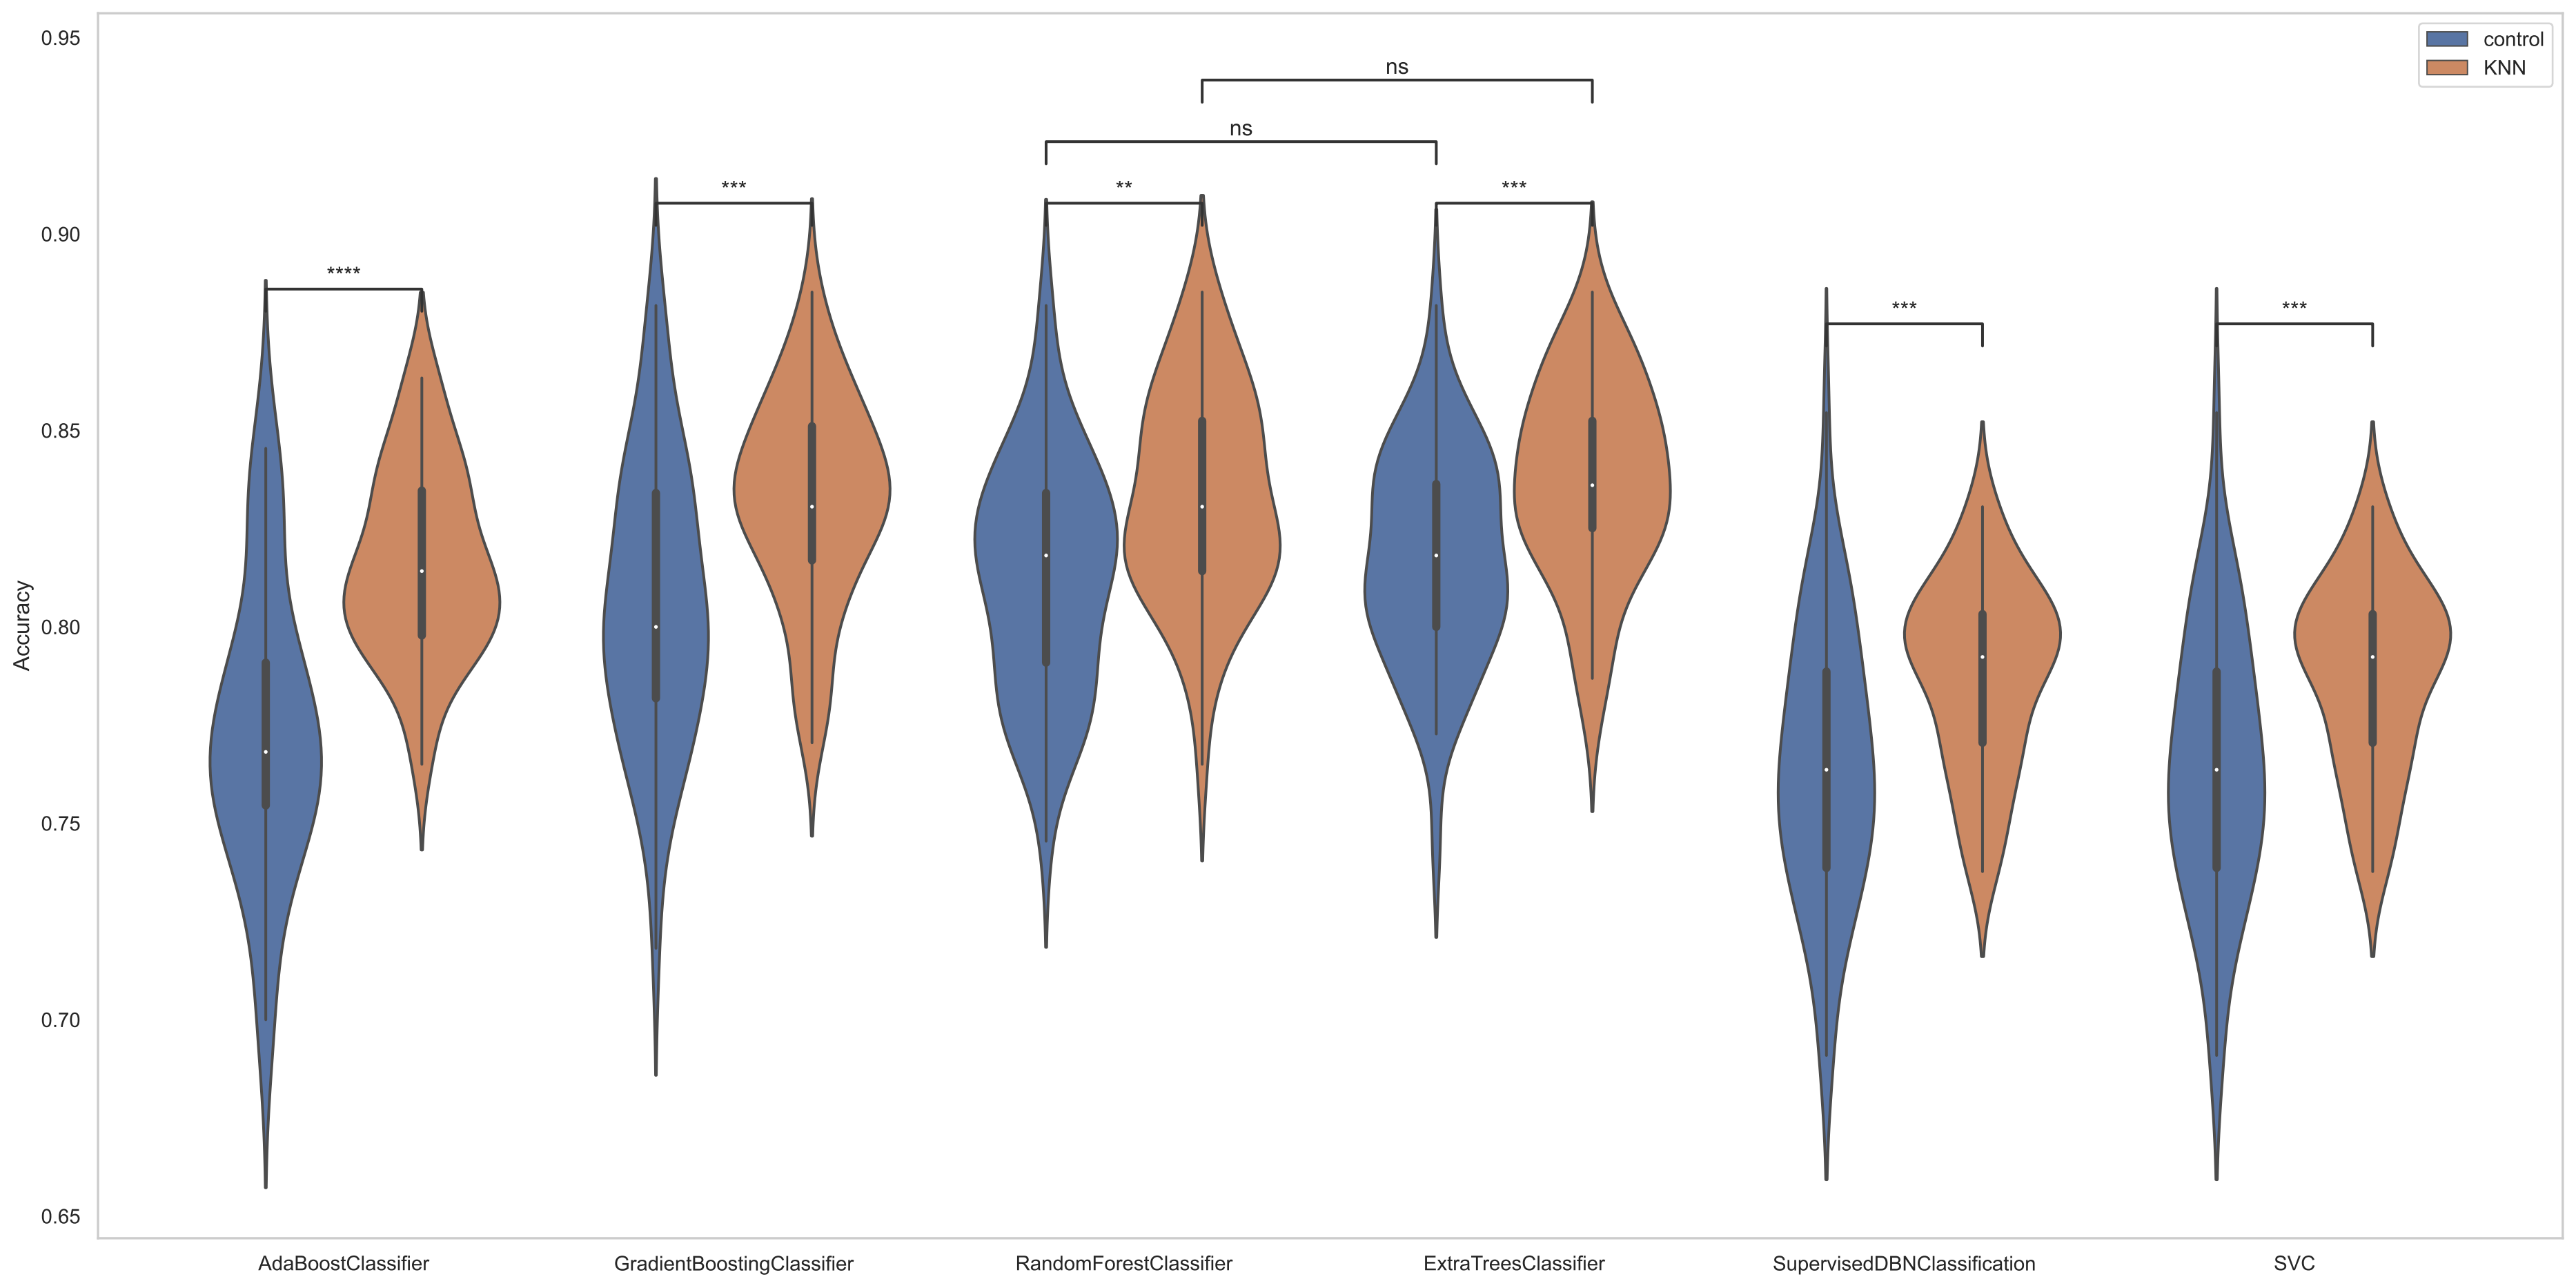 control
KNN
ns
ns
***
**
***
****
***
***
0.95
0.90
0.85
0.80
0.75
0.70
0.65
Accuracy
AdaBoostClassifier
GradientBoostingClassifier
RandomForestClassifier
ExtraTreesClassifier
SupervisedDBNClassification
SVC